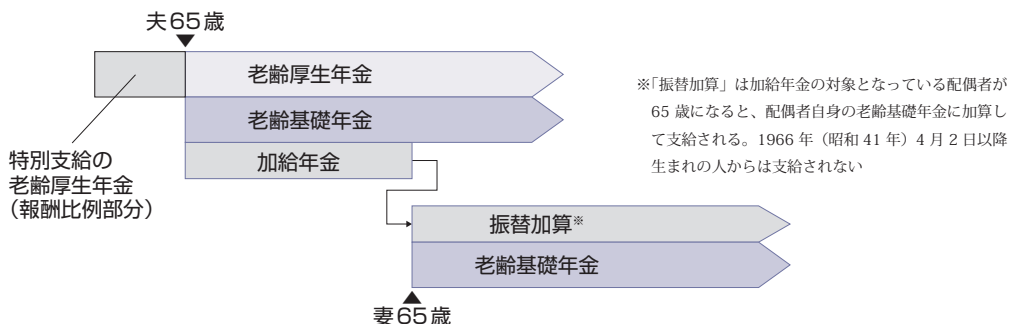 夫65歳
老齢厚生年金
老齢基礎年金
加給年金
特別支給の
老齢厚生年金
（報酬比例部分）
※「振替加算」は加給年金の対象となっている配偶者が
65 歳になると、配偶者自身の老齢基礎年金に加算し
て支給される。1966 年（昭和 41 年）4 月 2 日以降
生まれの人からは支給されない
振替加算※
老齢基礎年金
妻65歳